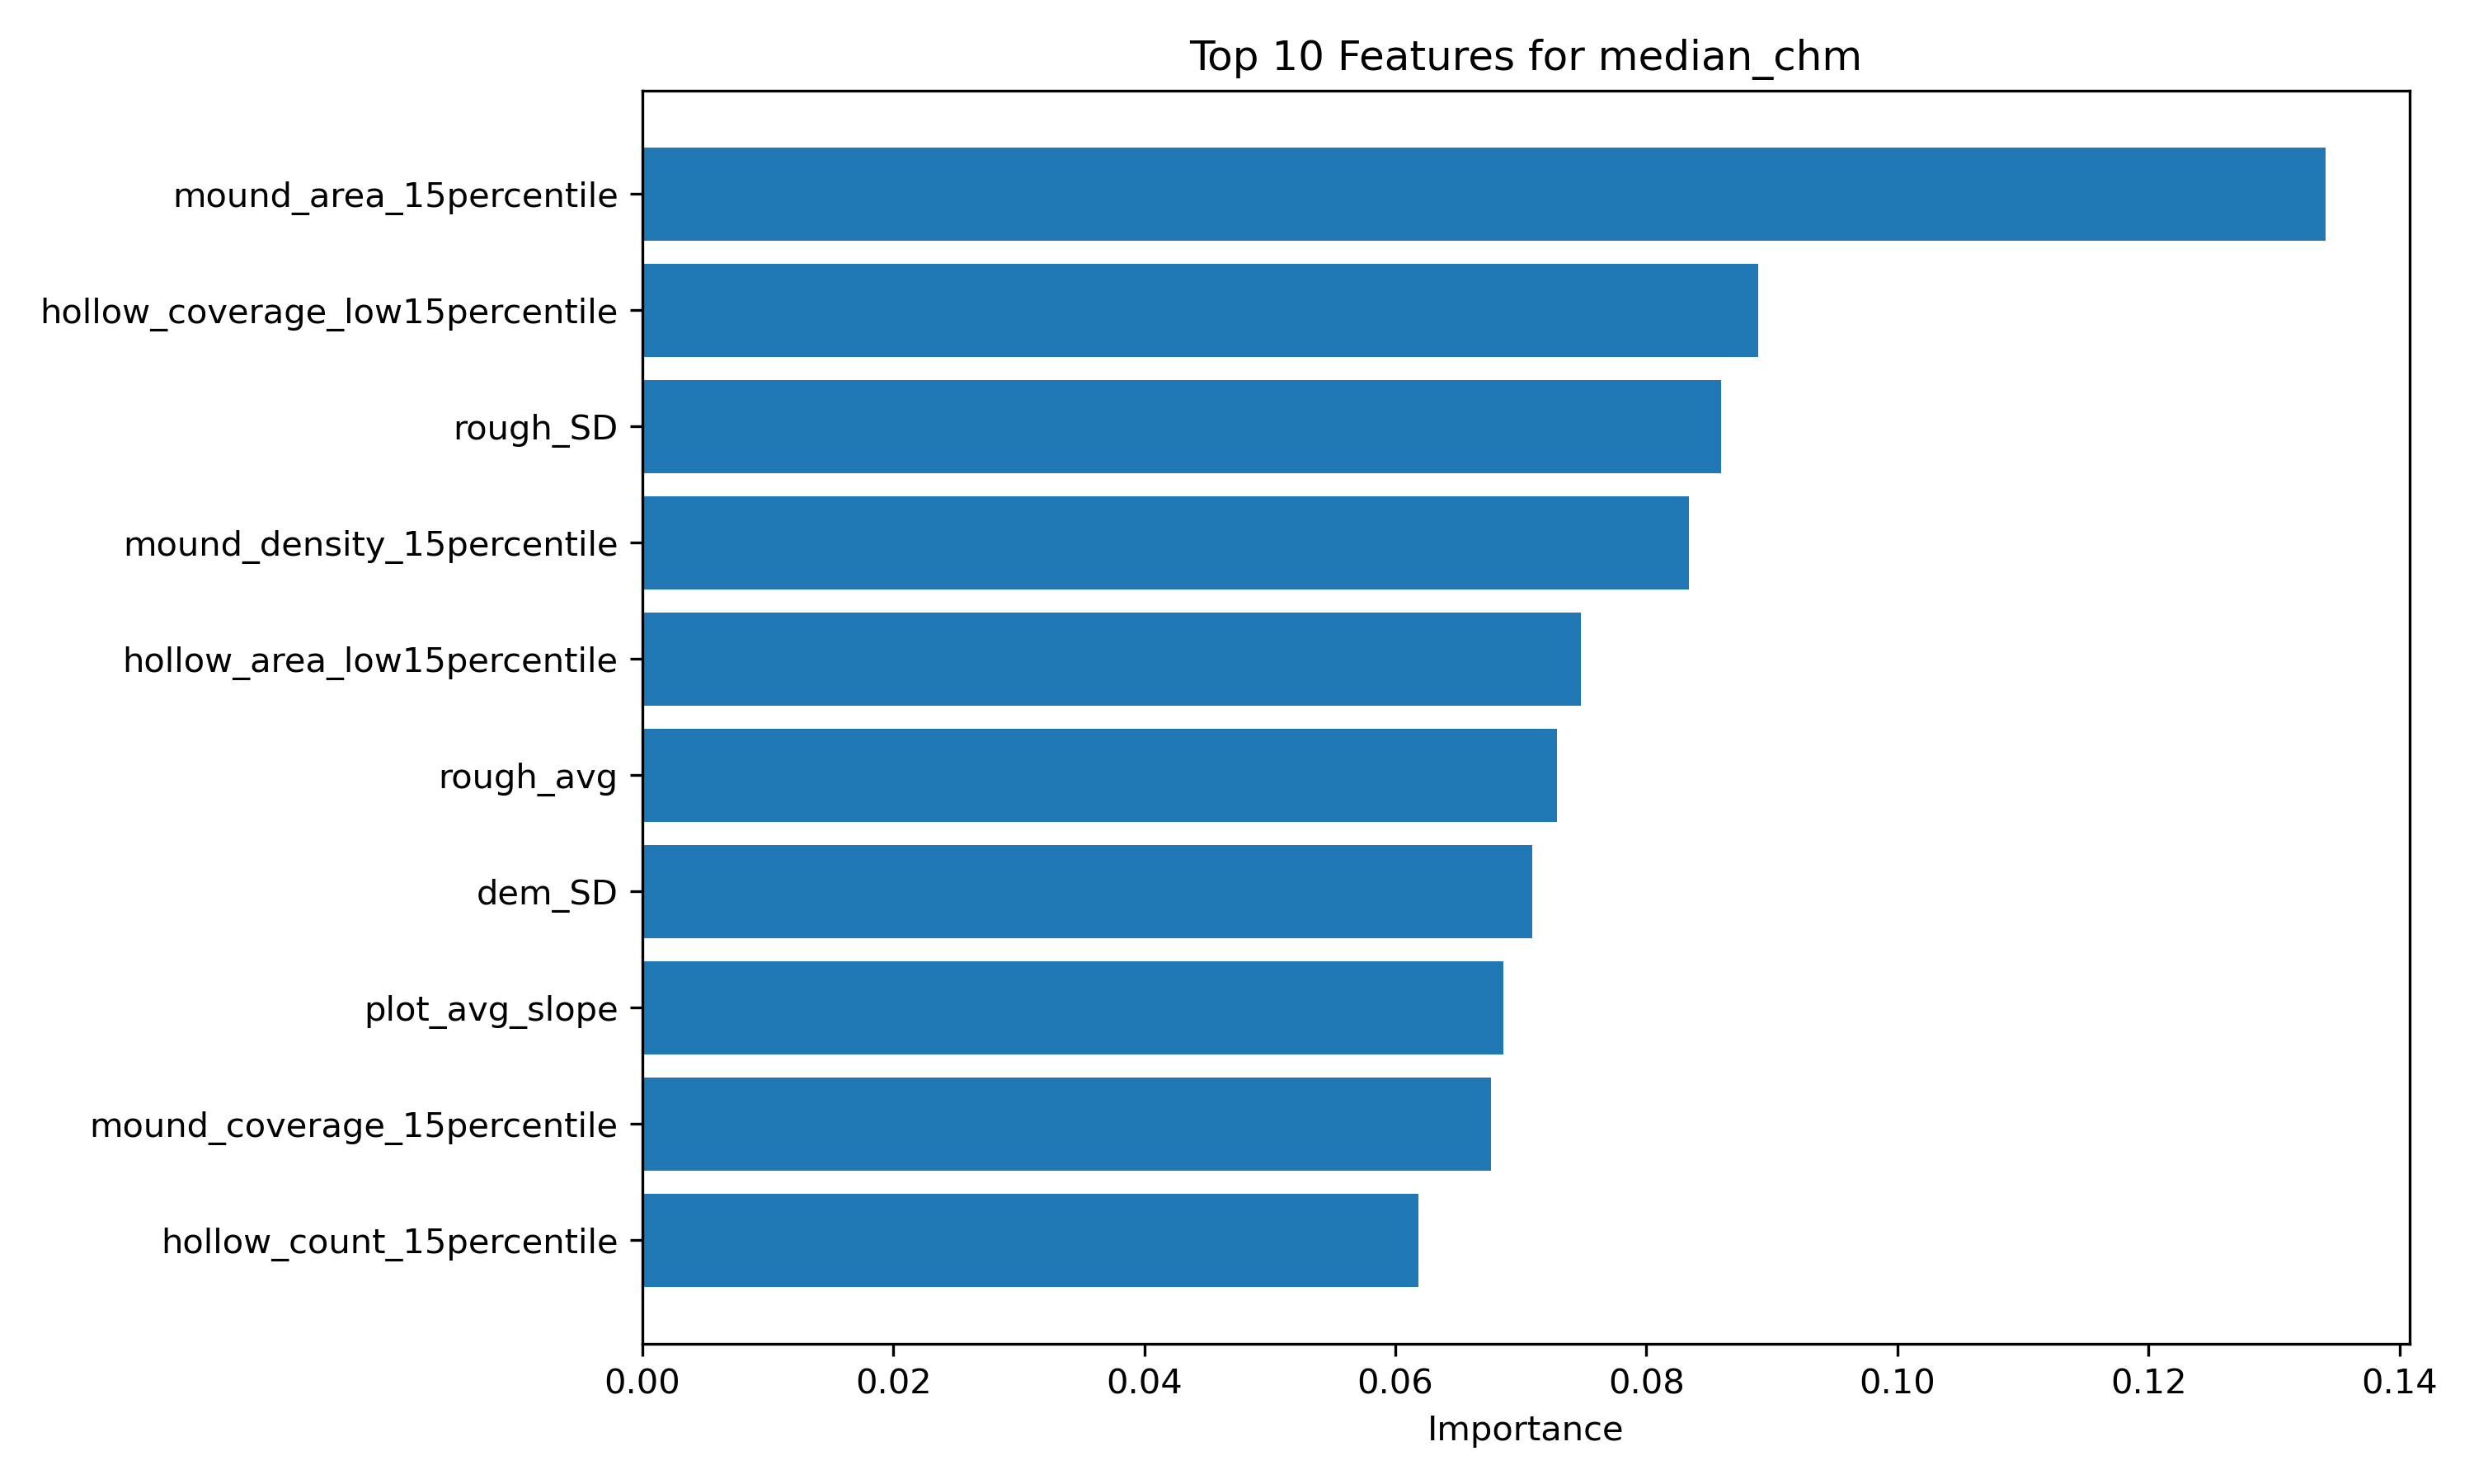 Top 10 Features for median_chm
mound_area_15percentile
hollow_coverage_low15percentile
rough_SD
mound_density_15percentile
hollow_area_low15percentile
rough_avg
dem_SD
plot_avg_slope
mound_coverage_15percentile
hollow_count_15percentile
0.00 0.02 0.04 0.06 0.08 0.10 0.12 0.14
Importance